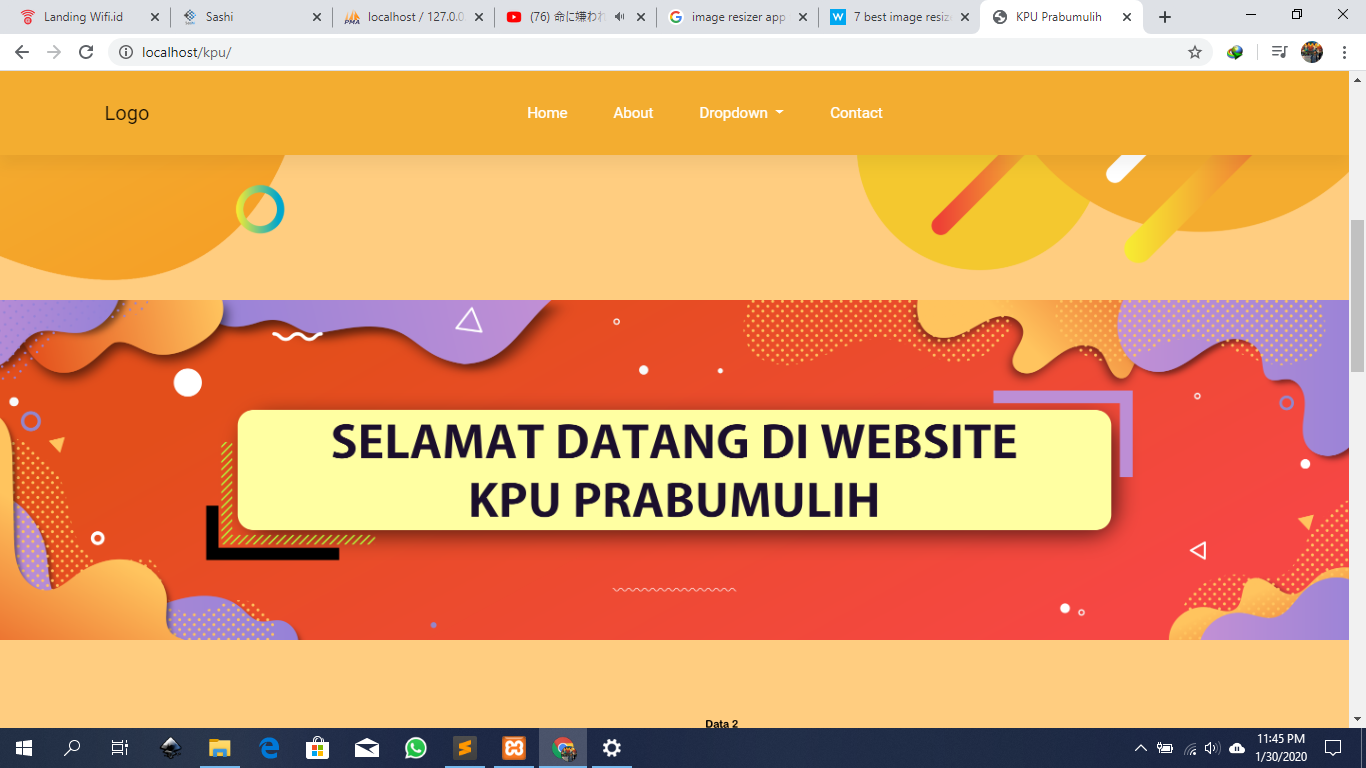 Landing Wifi.id
Sashi
localhost / 127.0.0
(76) 命に嫌われ
image resizer app
7 best image resiz
KPU Prabumulih
localhost/kpu/
Logo
Home
About
Dropdown
Contact
SELAMAT DATANG DI WEBSITE
KPU PRABUMULIH
Data 2
11:45 PM
1/30/2020